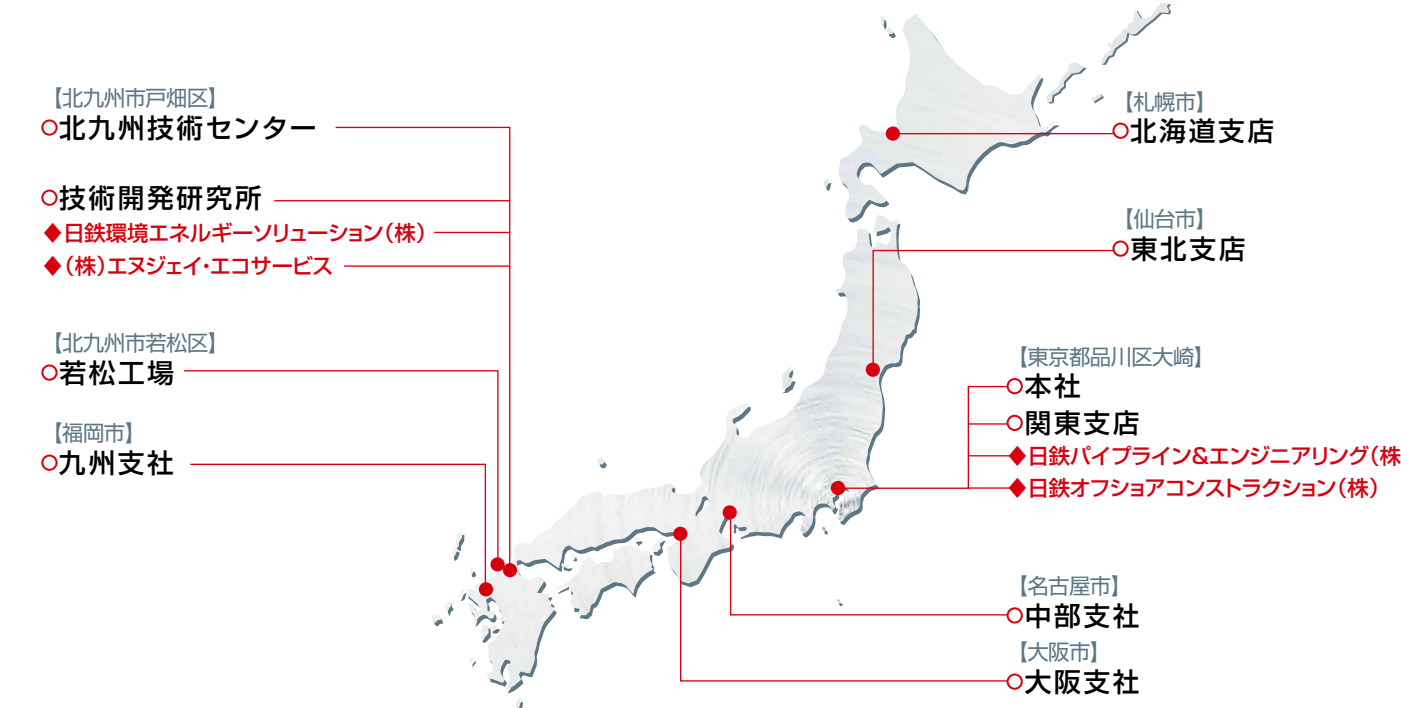 【北九州市戸畑区】
○北九州技術センター
○技術開発研究所
◆日鉄環境エネルギーソリューション(株)
◆(株)エヌジェイ・エコサービス
【北九州市若松区】
○若松工場
【福岡市】
○九州支社
【札幌市】
○北海道支店
【仙台市】
○東北支店
【東京都品川区大崎】
○本社
○関東支店
◆日鉄パイプライン&エンジニアリング(株
◆日鉄オフショアコンストラクション(株)
【名古屋市】
○中部支社
【大阪市】
○大阪支社